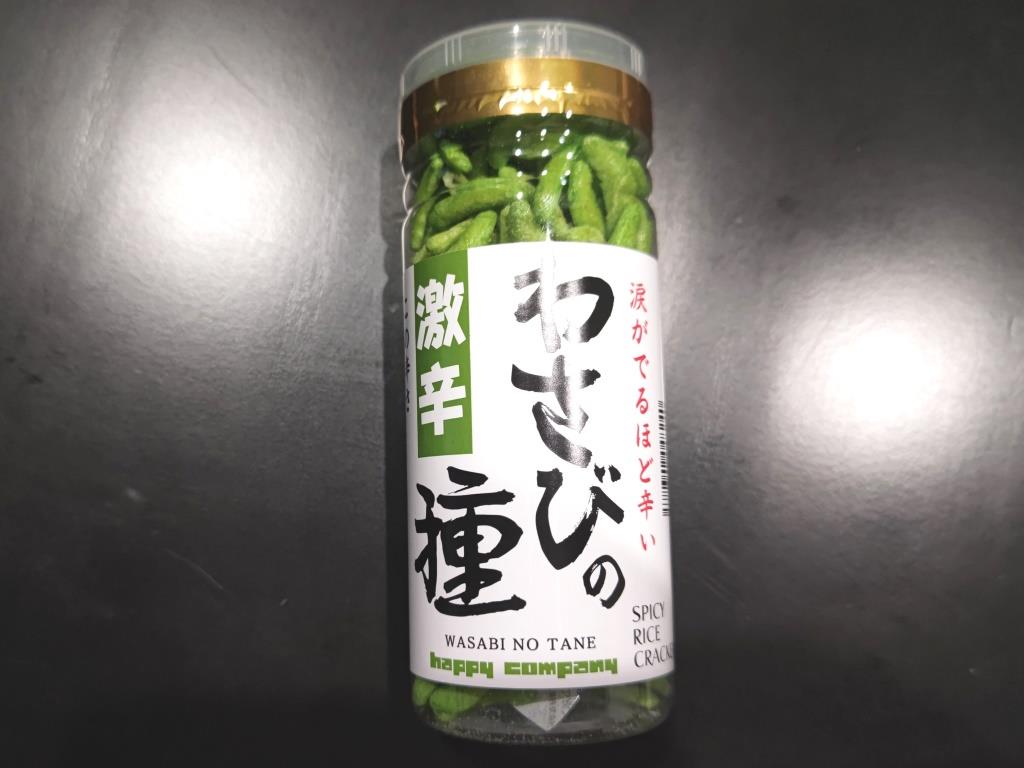 涙がでるほど辛い
わさびの
種
激辛
WASABI NO TANE
happy company
SPICY
RICE